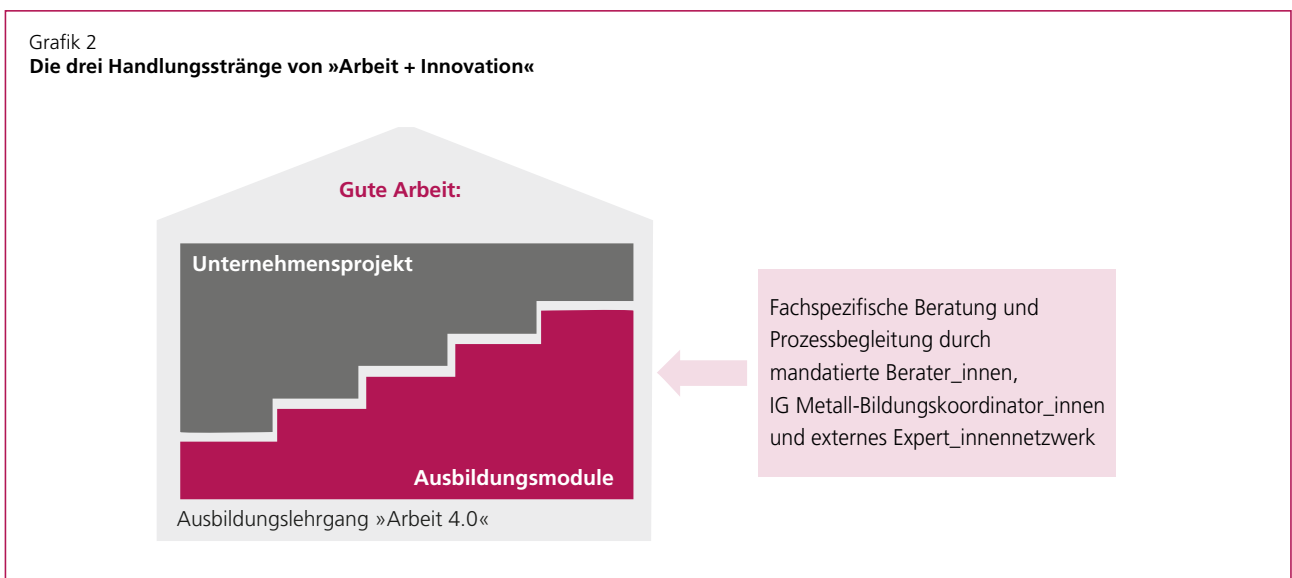 Grafik 2
Die drei Handlungsstränge von »Arbeit + Innovation«
Gute Arbeit:
Unternehmensprojekt
Ausbildungsmodule
Ausbildungslehrgang »Arbeit 4.0«
Fachspezifische Beratung und
Prozessbegleitung durch
mandatierte Berater_innen,
IG Metall-Bildungskoordinator_innen
und externes Expert_innennetzwerk